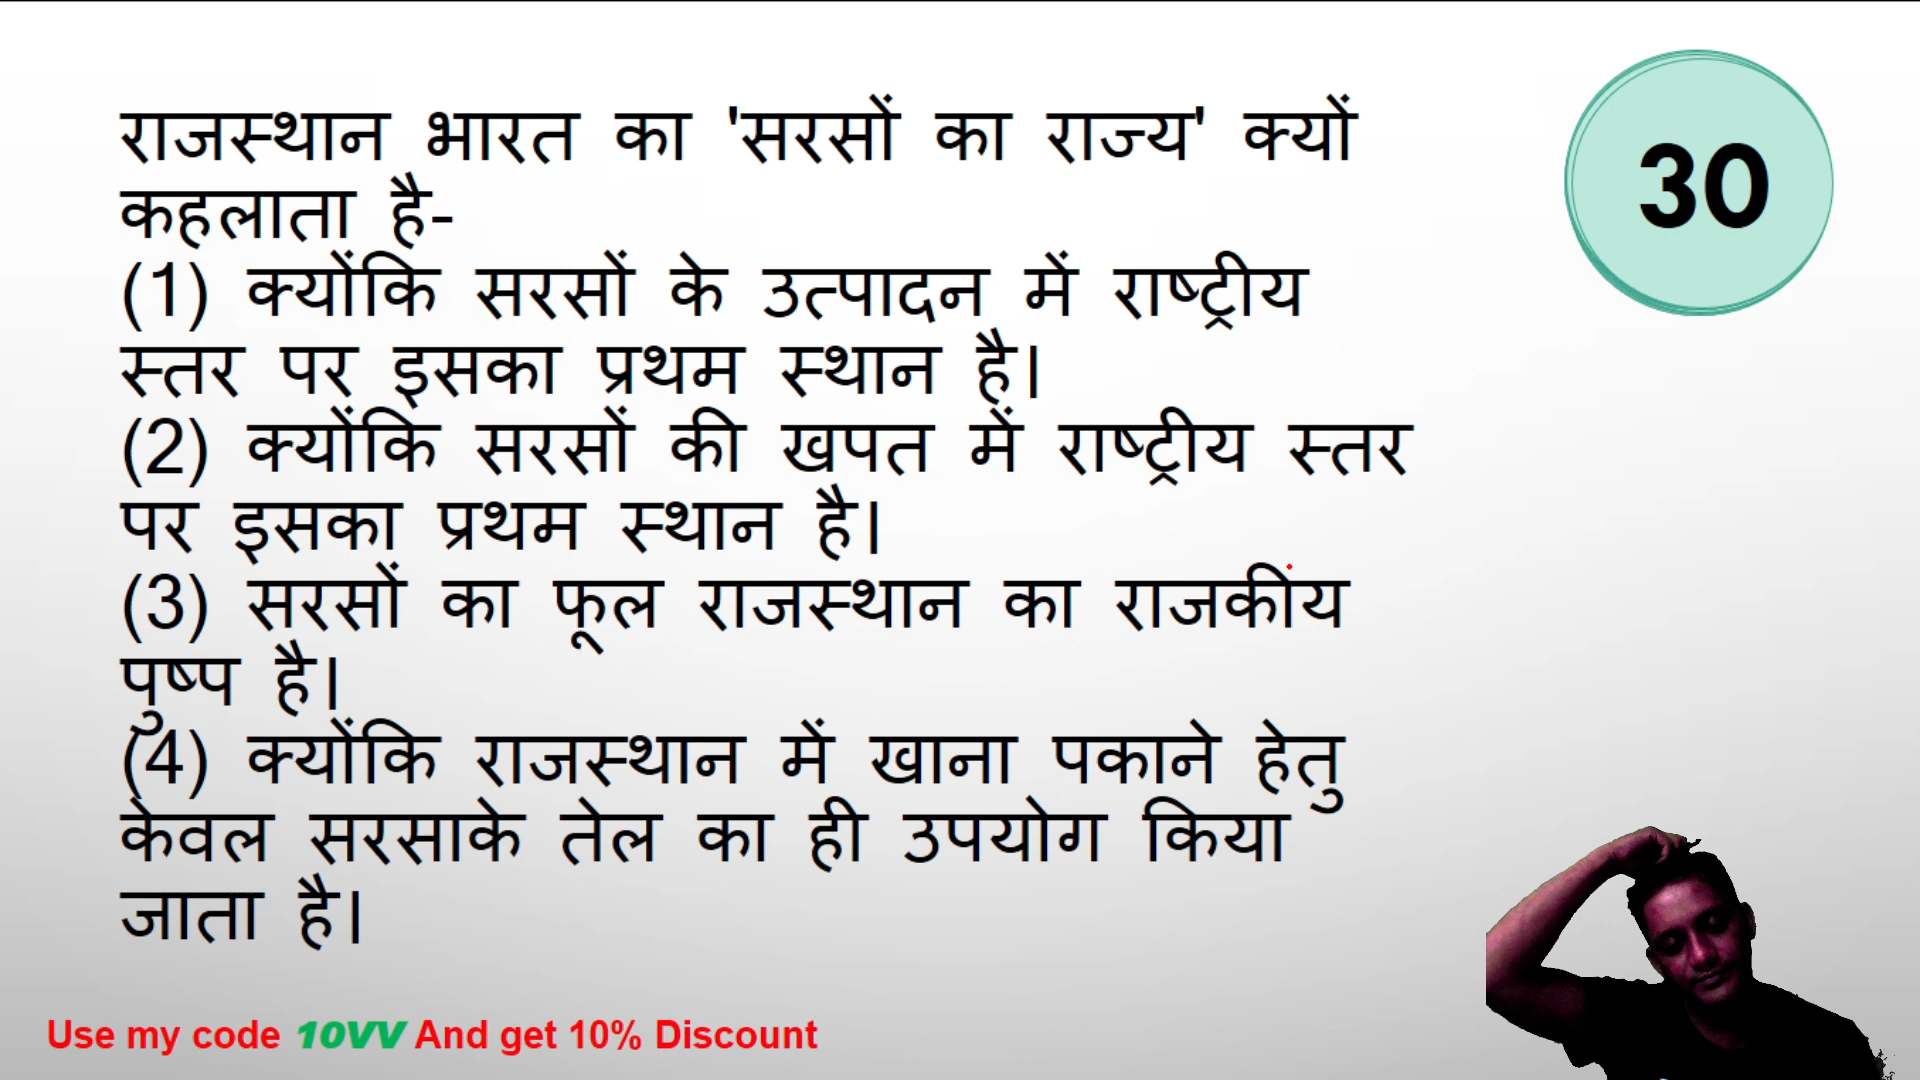 राजस्थान भारत का 'सरसों का राज्य' क्यों
कहलाता है-
(1) क्योंकि सरसों के उत्पादन में राष्ट्रीय
स्तर पर इसका प्रथम स्थान है।
(2) क्योंकि सरसों की खपत में राष्ट्रीय स्तर
पर इसका प्रथम स्थान है।
(3) सरसों का फूल राजस्थान का राजकीय
पुष्प है।
(4) क्योंकि राजस्थान में खाना पकाने हेतु
केवल सरसाके तेल का ही उपयोग किया
जाता है।
30
Use my code 10VV And get 10% Discount